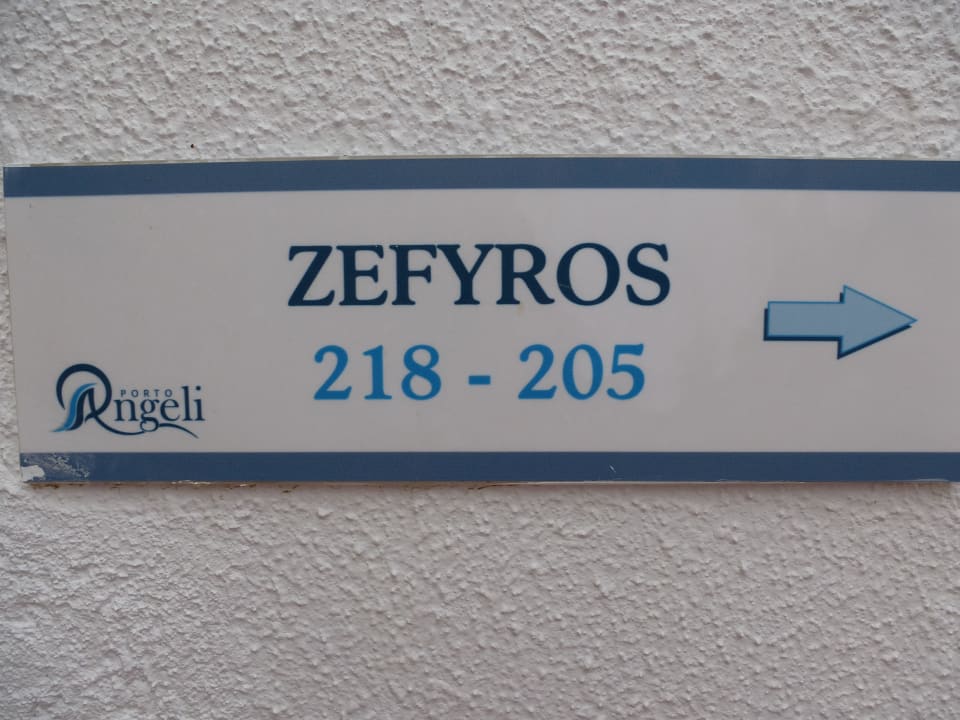 ZEFYROS
218 - 205
PORTO
Angeli